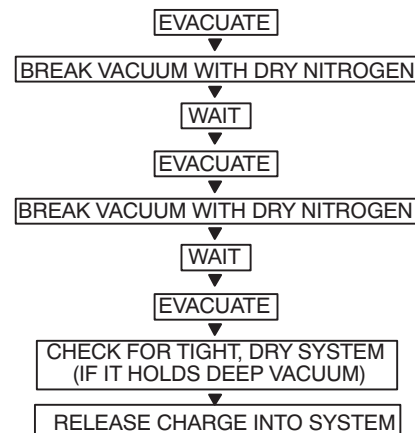 EVACUATE
BREAK VACUUM WITH DRY NITROGEN
WAIT
EVACUATE
BREAK VACUUM WITH DRY NITROGEN
WAIT
EVACUATE
CHECK FOR TIGHT, DRY SYSTEM
(IF IT HOLDS DEEP VACUUM)
RELEASE CHARGE INTO SYSTEM